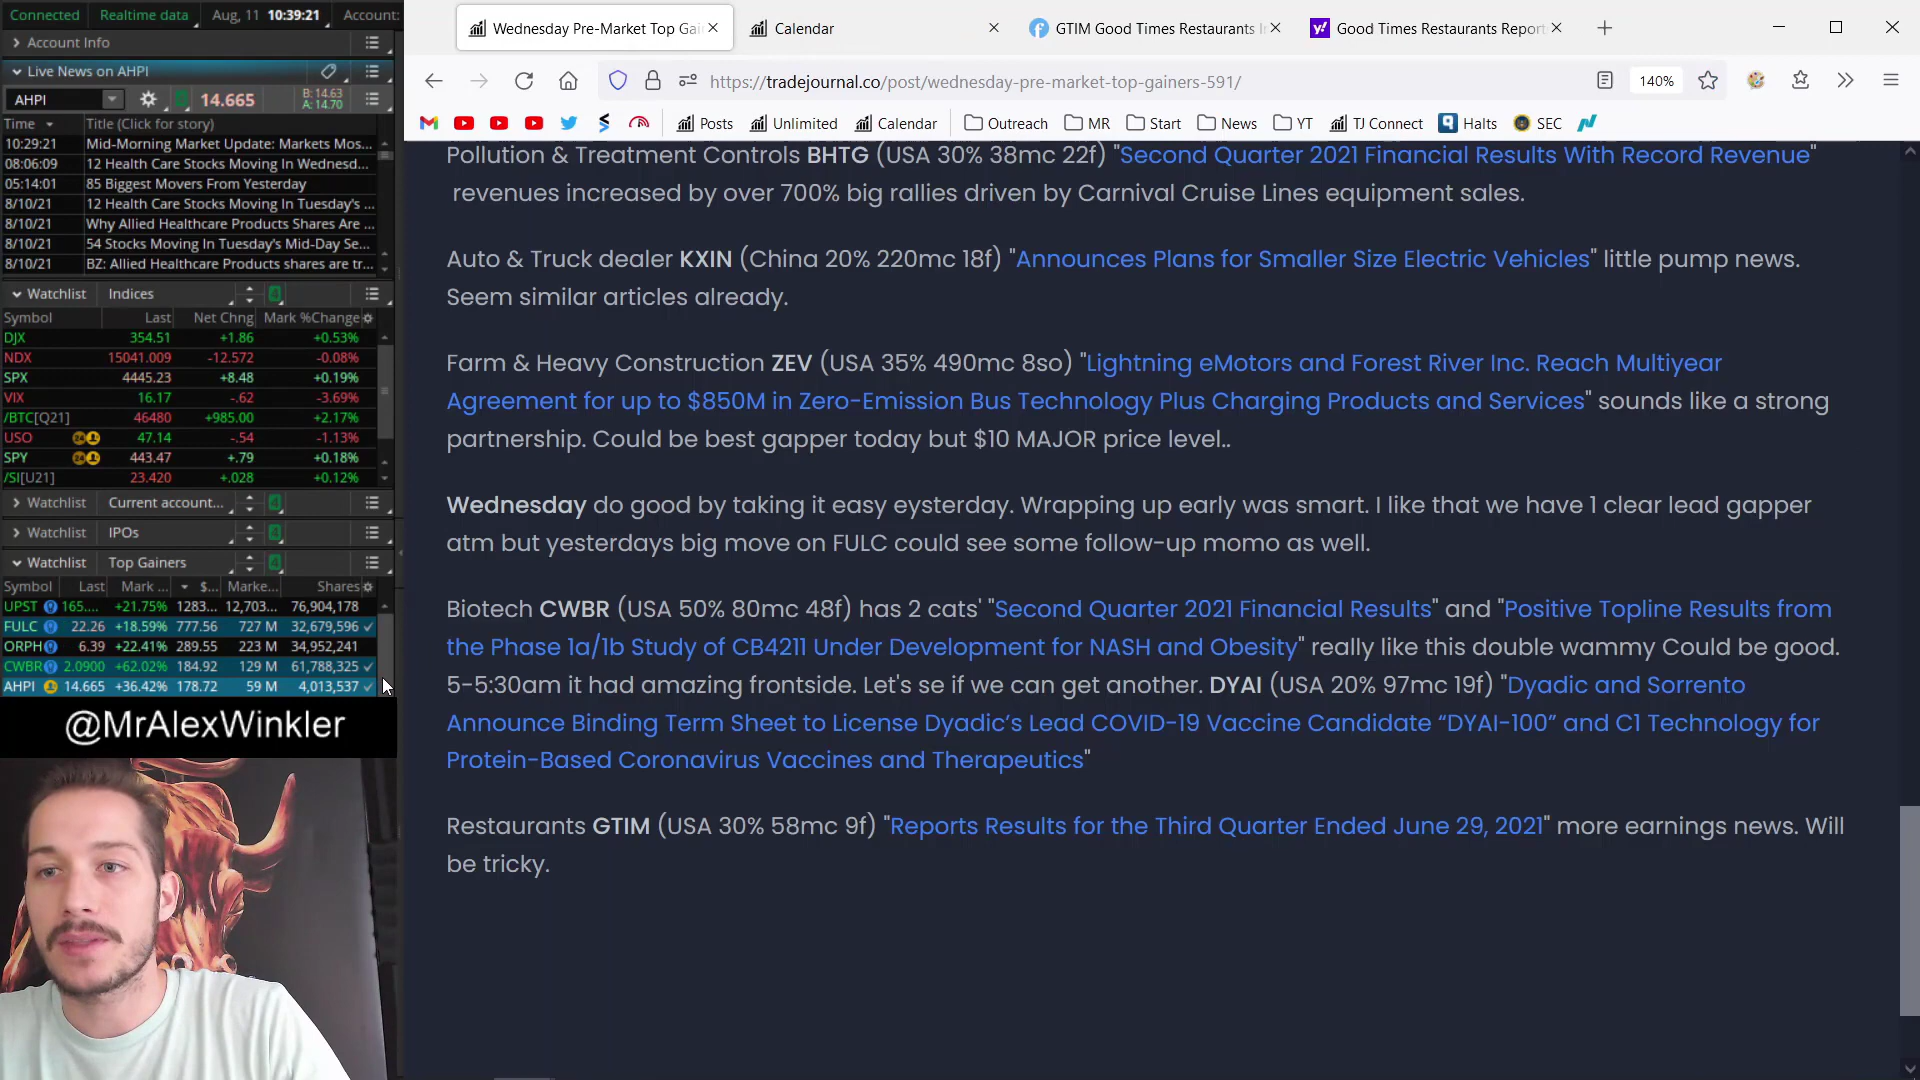 Connected Realtime data Aug, 11 10:39:21 Account:
Account Info
Live News on AHPI
AHPI 14.665 B: 14.63 A: 14.70
Time Title (Click for story)
10:29:21 Mid-Morning Market Update: Markets Mos...
08:06:09 12 Health Care Stocks Moving In Wednesd...
05:14:01 85 Biggest Movers From Yesterday
8/10/21 12 Health Care Stocks Moving In Tuesday's ...
8/10/21 Why Allied Healthcare Products Shares Are ...
8/10/21 54 Stocks Moving In Tuesday's Mid-Day Se...
8/10/21 BZ: Allied Healthcare Products shares are tr...
Watchlist Indices 4
Symbol Last Net Chng Mark %Change
DJX 354.51 +1.86 +0.53%
NDX 15041.009 -12.572 -0.08%
SPX 4445.23 +8.48 +0.19%
VIX 16.17 -.62 -3.69%
/BTC[Q21] 46480 +985.00 +2.17%
USO 24 47.14 -.54 -1.13%
SPY 24 443.47 +.79 +0.18%
/SI[U21] 23.420 +.028 +0.12%
Watchlist Current account... 4
Watchlist IPOs 4
Watchlist Top Gainers 4
Symbol Last Mark ... $... Marke... Shares
UPST 165.... +21.75% 1283... 12,703... 76,904,178
FULC 22.26 +18.59% 777.56 727 M 32,679,596
ORPH 6.39 +22.41% 289.55 223 M 34,952,241
CWBR 2.0900 +62.02% 184.92 129 M 61,788,325
AHPI 14.665 +36.42% 178.72 59 M 4,013,537
@MrAlexWinkler
Wednesday Pre-Market Top Gai Calendar GTIM Good Times Restaurants I Good Times Restaurants Report
https://tradejournal.co/post/wednesday-pre-market-top-gainers-591/ 140%
Posts Unlimited Calendar Outreach MR Start News YT TJ Connect Halts SEC
Pollution & Treatment Controls BHTG (USA 30% 38mc 22f) "Second Quarter 2021 Financial Results With Record Revenue"
revenues increased by over 700% big rallies driven by Carnival Cruise Lines equipment sales.
Auto & Truck dealer KXIN (China 20% 220mc 18f) "Announces Plans for Smaller Size Electric Vehicles" little pump news.
Seem similar articles already.
Farm & Heavy Construction ZEV (USA 35% 490mc 8so) "Lightning eMotors and Forest River Inc. Reach Multiyear
Agreement for up to $850M in Zero-Emission Bus Technology Plus Charging Products and Services" sounds like a strong
partnership. Could be best gapper today but $10 MAJOR price level..
Wednesday do good by taking it easy eysterday. Wrapping up early was smart. I like that we have 1 clear lead gapper
atm but yesterdays big move on FULC could see some follow-up momo as well.
Biotech CWBR (USA 50% 80mc 48f) has 2 cats' "Second Quarter 2021 Financial Results" and "Positive Topline Results from
the Phase 1a/1b Study of CB4211 Under Development for NASH and Obesity" really like this double wammy Could be good.
5-5:30am it had amazing frontside. Let's se if we can get another. DYAI (USA 20% 97mc 19f) "Dyadic and Sorrento
Announce Binding Term Sheet to License Dyadic’s Lead COVID-19 Vaccine Candidate “DYAI-100” and C1 Technology for
Protein-Based Coronavirus Vaccines and Therapeutics"
Restaurants GTIM (USA 30% 58mc 9f) "Reports Results for the Third Quarter Ended June 29, 2021" more earnings news. Will
be tricky.